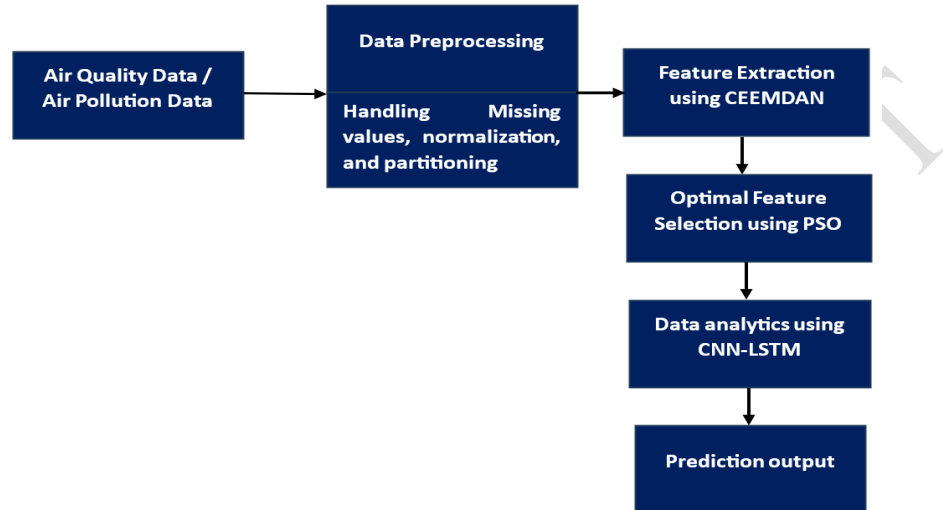 Air Quality Data /
Air Pollution Data
Data Preprocessing
Handling Missing
values, normalization,
and partitioning
Feature Extraction
using CEEMDAN
Optimal Feature
Selection using PSO
Data analytics using
CNN-LSTM
Prediction output
T